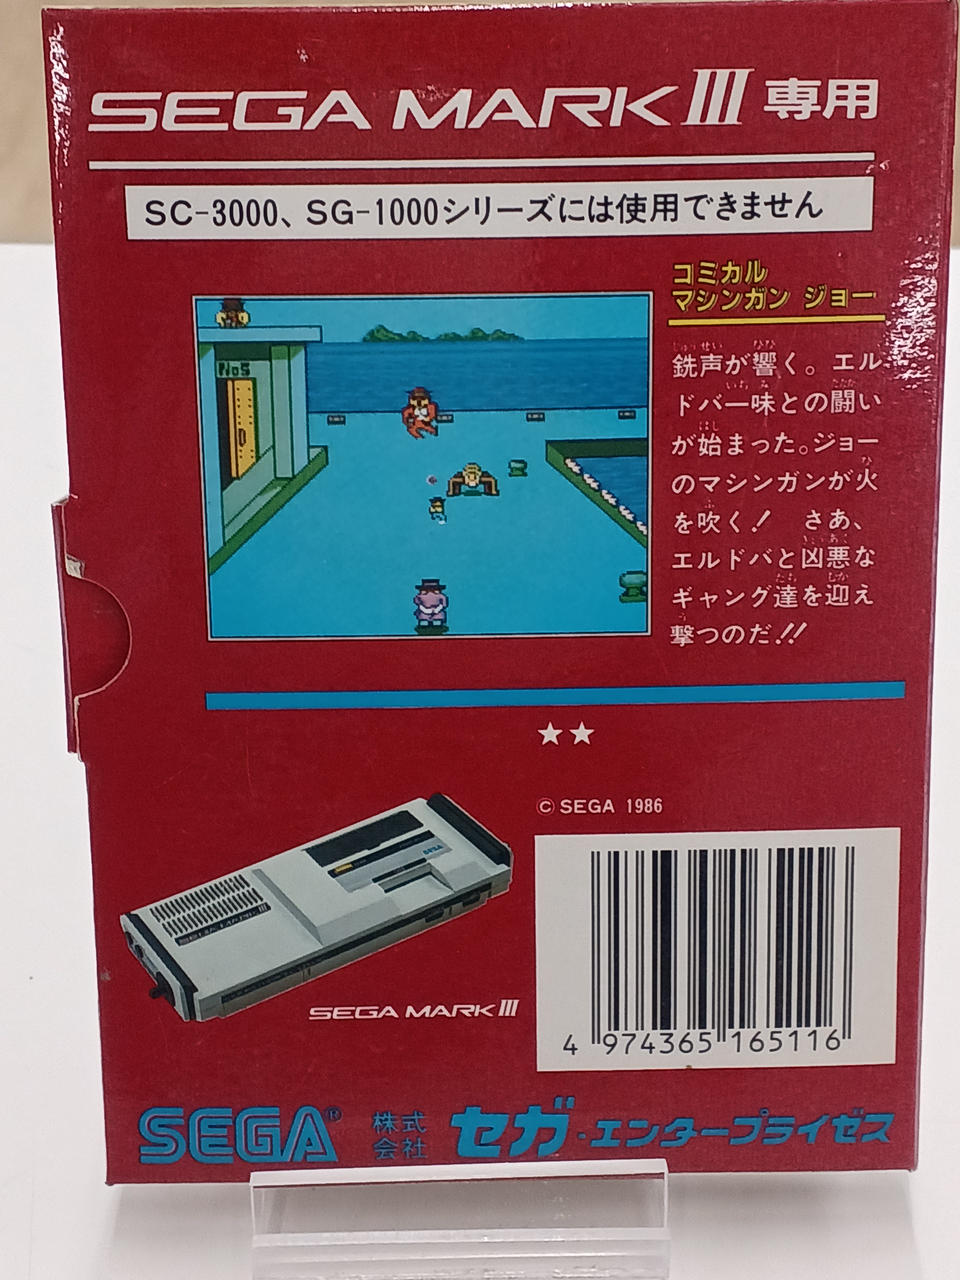 SEGA MARK III 専用
SC-3000、SG-1000シリーズには使用できません
コミカル
マシンガン ジョー
No5
銃声が響く。エル
ドバ一味との闘い
が始まった。ジョー
のマシンガンが火
を吹く! さあ、
エルドバと凶悪な
ギャング達を迎え
撃つのだ!!
★★
© SEGA 1986
SEGA MARK III
4 974365 165116
SEGA® 株式会社 セガ・エンタープライゼス